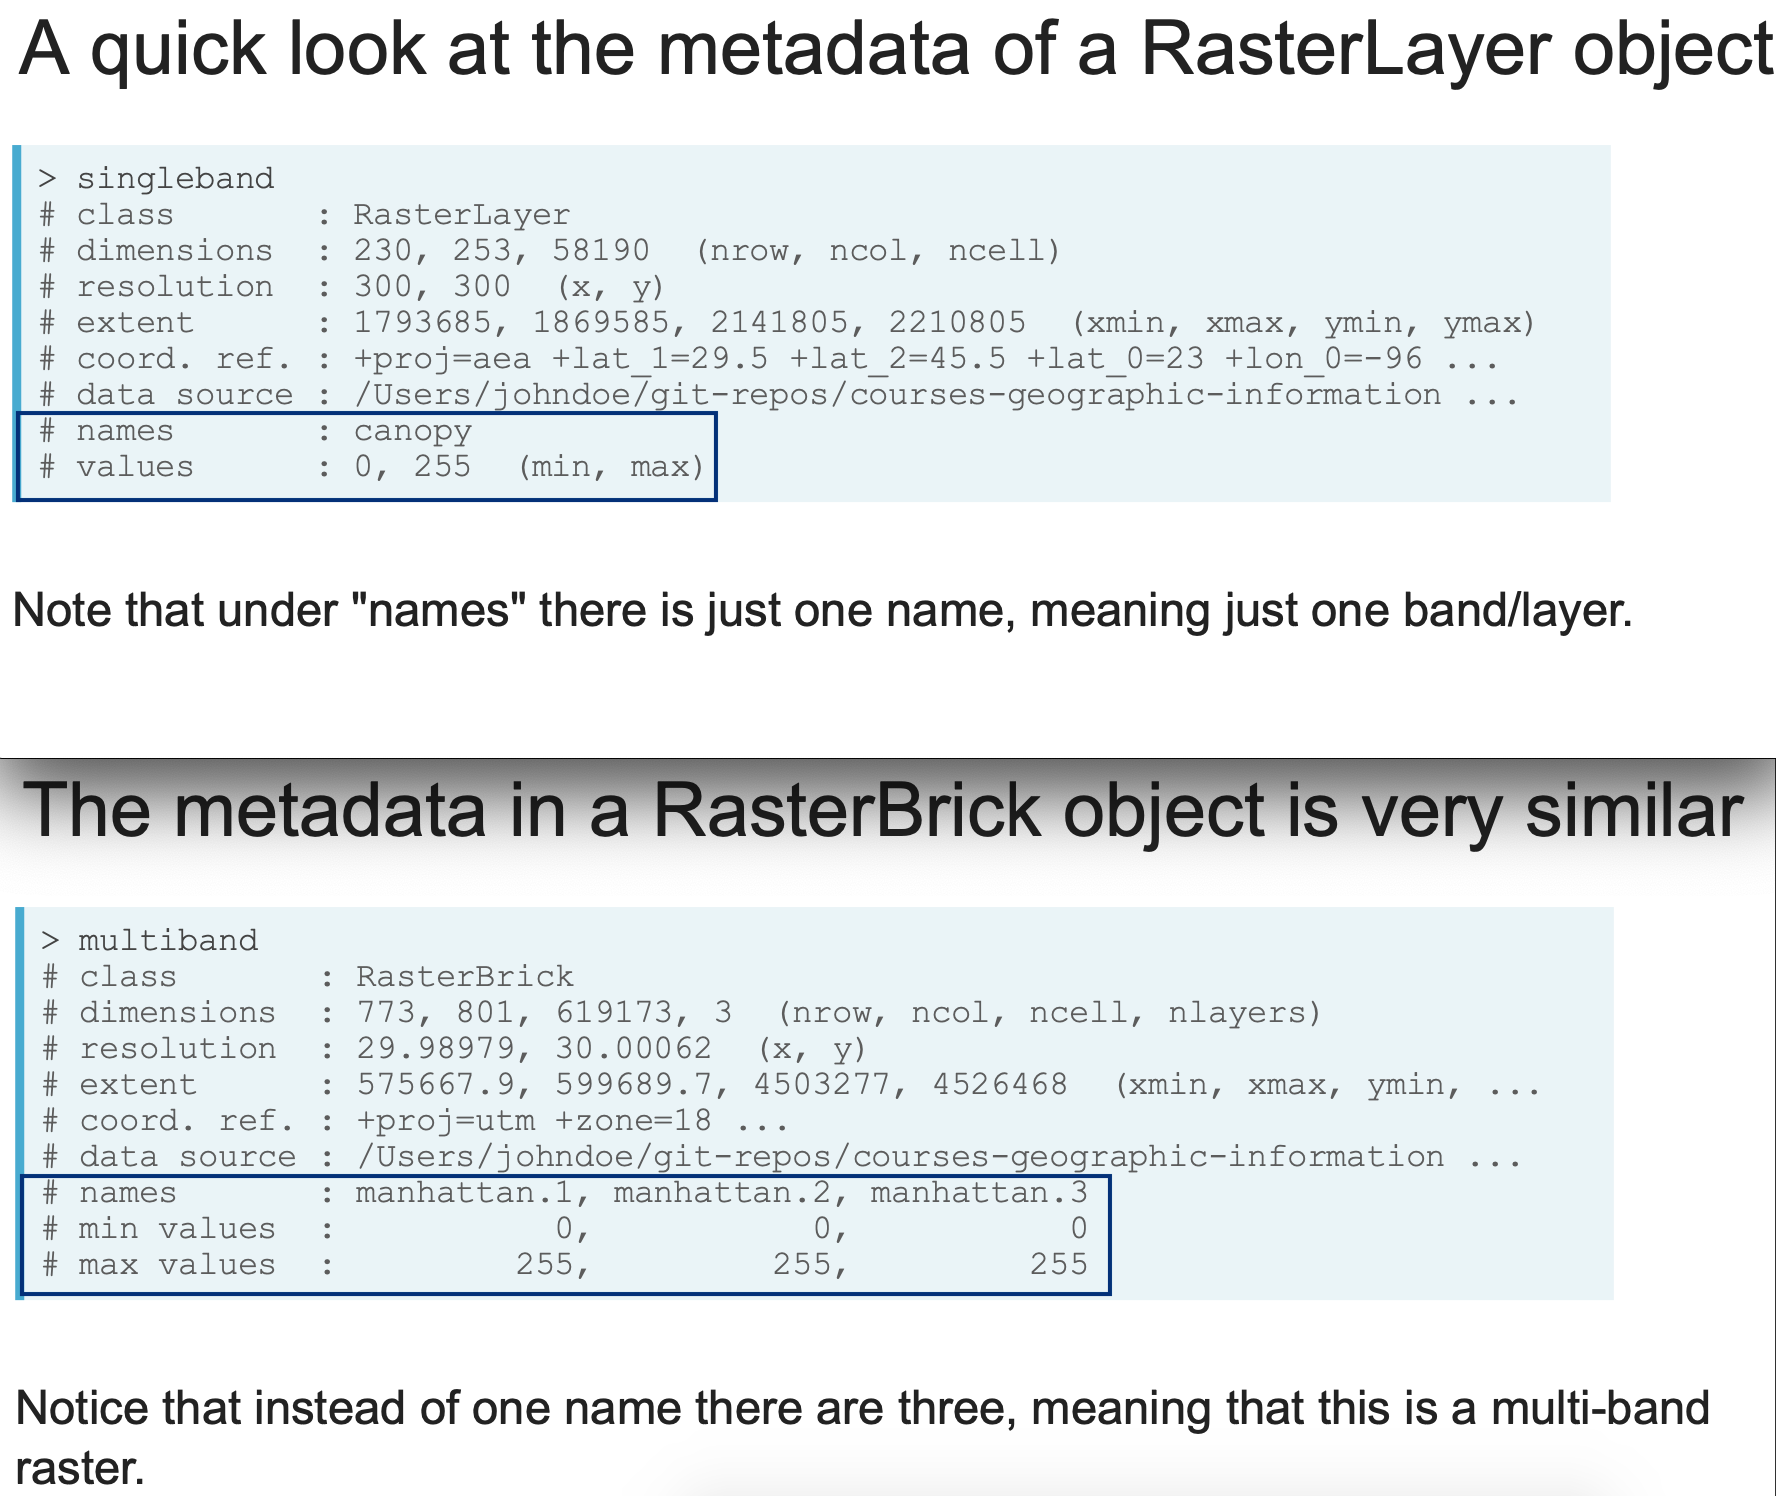 A quick look at the metadata of a RasterLayer object
> singleband
# class       : RasterLayer
# dimensions  : 230, 253, 58190  (nrow, ncol, ncell)
# resolution  : 300, 300  (x, y)
# extent      : 1793685, 1869585, 2141805, 2210805  (xmin, xmax, ymin, ymax)
# coord. ref. : +proj=aea +lat_1=29.5 +lat_2=45.5 +lat_0=23 +lon_0=-96 ...
# data source : /Users/johndoe/git-repos/courses-geographic-information ...
# names       : canopy
# values      : 0, 255  (min, max)
Note that under "names" there is just one name, meaning just one band/layer.
The metadata in a RasterBrick object is very similar
> multiband
# class       : RasterBrick
# dimensions  : 773, 801, 619173, 3  (nrow, ncol, ncell, nlayers)
# resolution  : 29.98979, 30.00062  (x, y)
# extent      : 575667.9, 599689.7, 4503277, 4526468  (xmin, xmax, ymin, ...
# coord. ref. : +proj=utm +zone=18 ...
# data source : /Users/johndoe/git-repos/courses-geographic-information ...
# names       : manhattan.1, manhattan.2, manhattan.3
# min values  :           0,           0,           0
# max values  :         255,         255,         255
Notice that instead of one name there are three, meaning that this is a multi-band
raster.